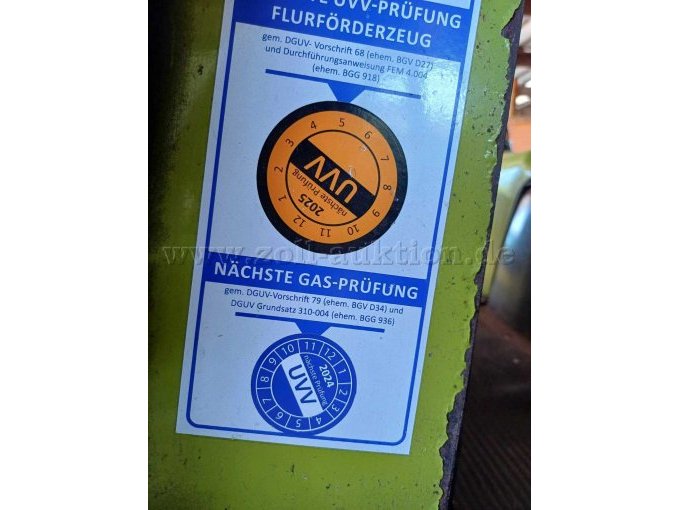 UVV-PRÜFUNG
FLURFÖRDERZEUG
gem. DGUV- Vorschrift 68 (ehem. BGV D27)
und Durchführungsanweisung FEM 4.004
(ehem. BGG 918)
1 2 3 4 5 6 7 8 9 10 11 12
UVV
nächste Prüfung
2025
www.zoll-auktion.de
NÄCHSTE GAS-PRÜFUNG
gem. DGUV-Vorschrift 79 (ehem. BGV D34) und
DGUV Grundsatz 310-004 (ehem. BGG 936)
1 2 3 4 5 6 7 8 9 10 11 12
2024
nächste Prüfung
UVV